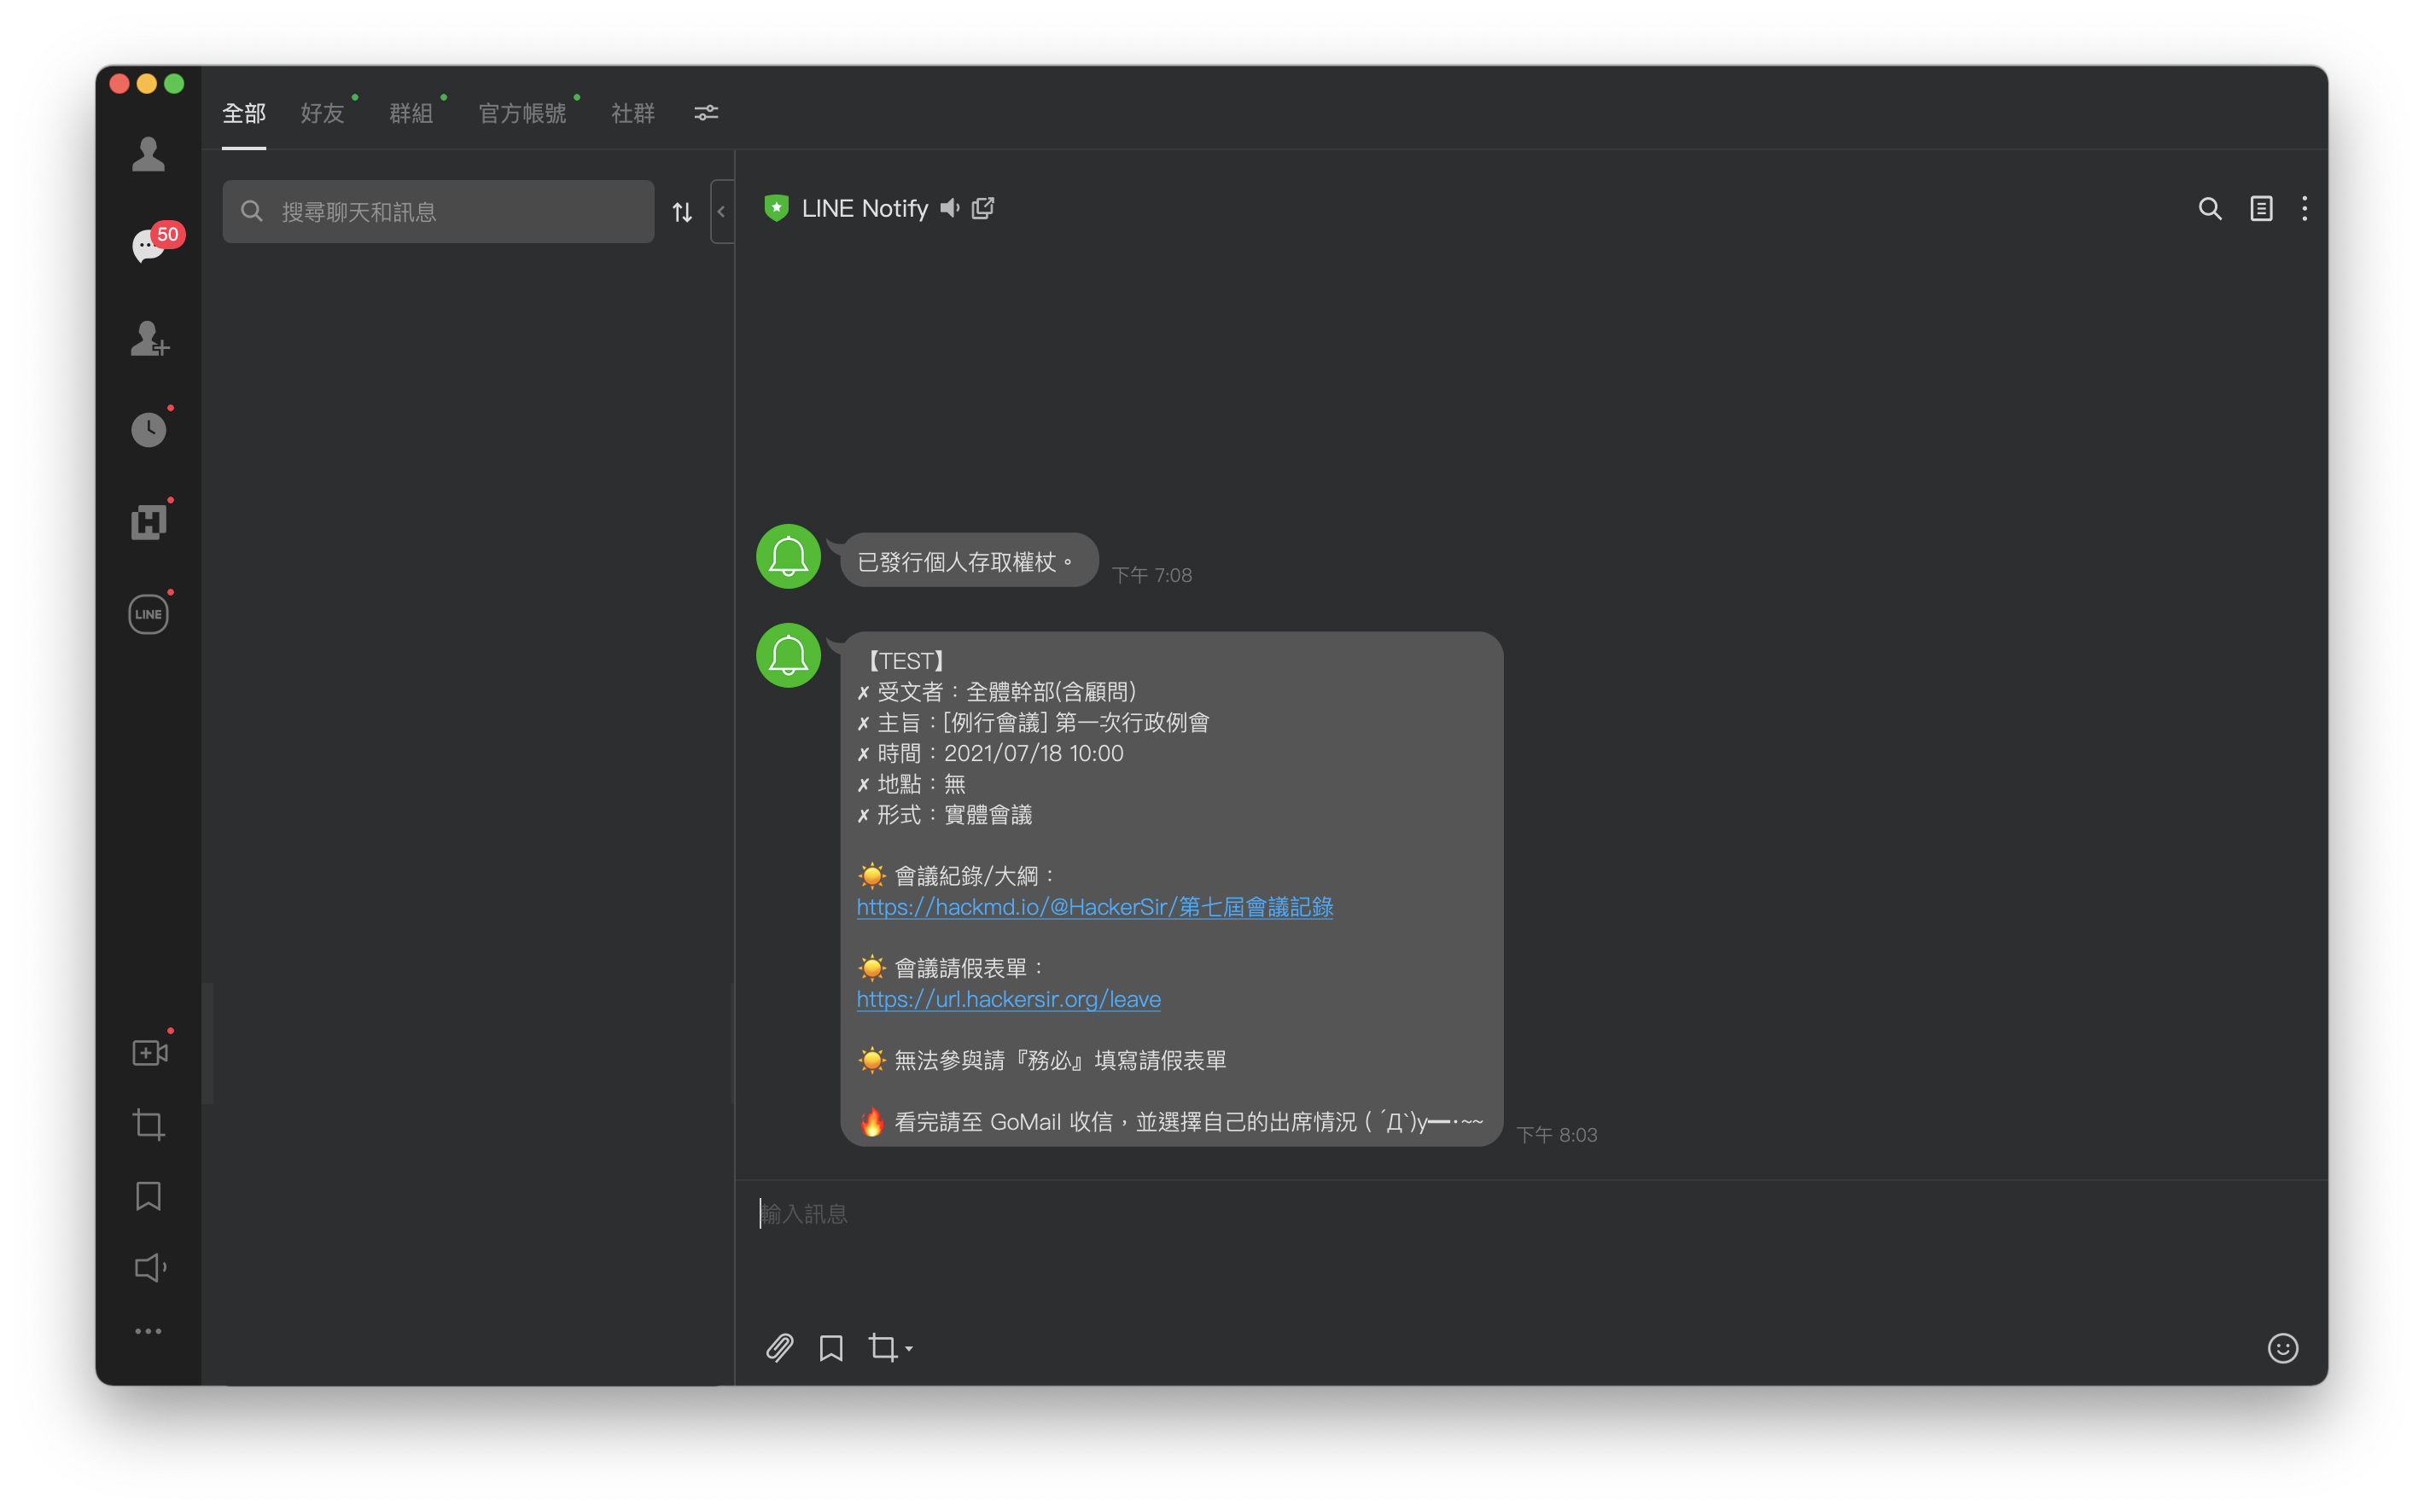 全部 好友 群組 官方帳號 社群
50
搜尋聊天和訊息
LINE Notify
LINE
已發行個人存取權杖。
下午 7:08
【TEST】
✗ 受文者：全體幹部(含顧問)
✗ 主旨：[例行會議] 第一次行政例會
✗ 時間：2021/07/18 10:00
✗ 地點：無
✗ 形式：實體會議
☀️ 會議紀錄/大綱：
https://hackmd.io/@HackerSir/第七屆會議記錄
☀️ 會議請假表單：
https://url.hackersir.org/leave
☀️ 無法參與請『務必』填寫請假表單
🔥 看完請至 GoMail 收信，並選擇自己的出席情況 ( ´Д`)y━･~~
下午 8:03
輸入訊息